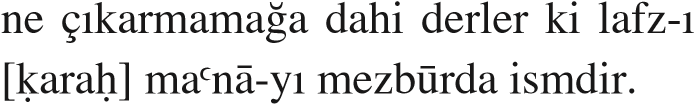 ne çıkarmamağa dahi derler ki lafz-ı
[ḳaraḥ] maʿnā-yı mezbūrda ismdir.